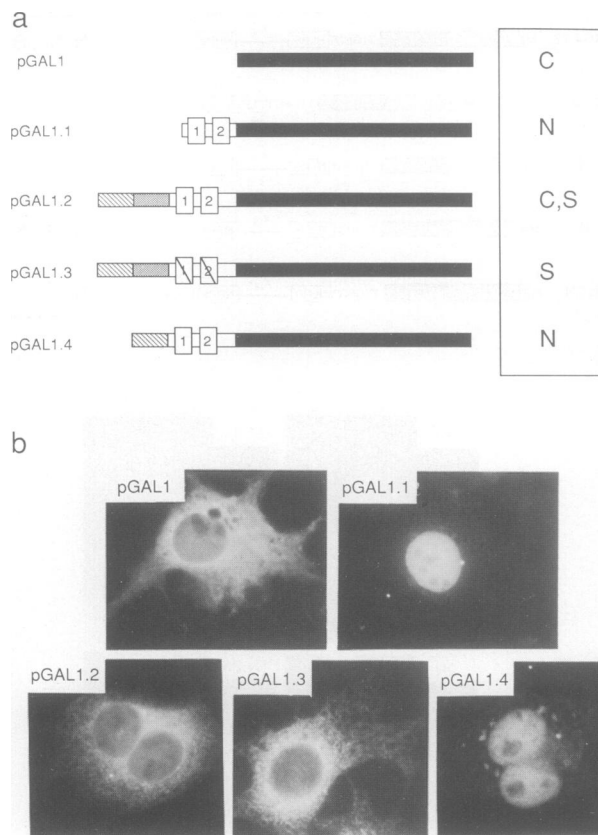 a
pGAL1 C
pGAL1.1 1 2 N
pGAL1.2 1 2 C,S
pGAL1.3 1 2 S
pGAL1.4 1 2 N
b
pGAL1 pGAL1.1
pGAL1.2 pGAL1.3 pGAL1.4